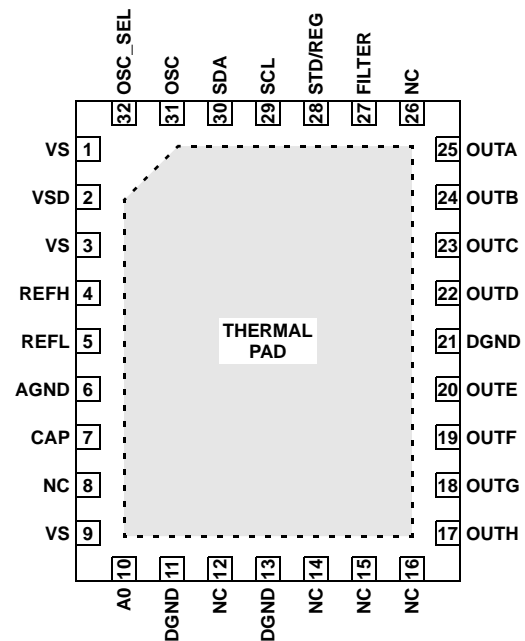 OSC_SEL
OSC
SDA
SCL
STD/REG
FILTER
NC
32
31
30
29
28
27
26
VS 1
VSD 2
VS 3
REFH 4
REFL 5
AGND 6
CAP 7
NC 8
VS 9
THERMAL
PAD
25 OUTA
24 OUTB
23 OUTC
22 OUTD
21 DGND
20 OUTE
19 OUTF
18 OUTG
17 OUTH
10
11
12
13
14
15
16
A0
DGND
NC
DGND
NC
NC
NC